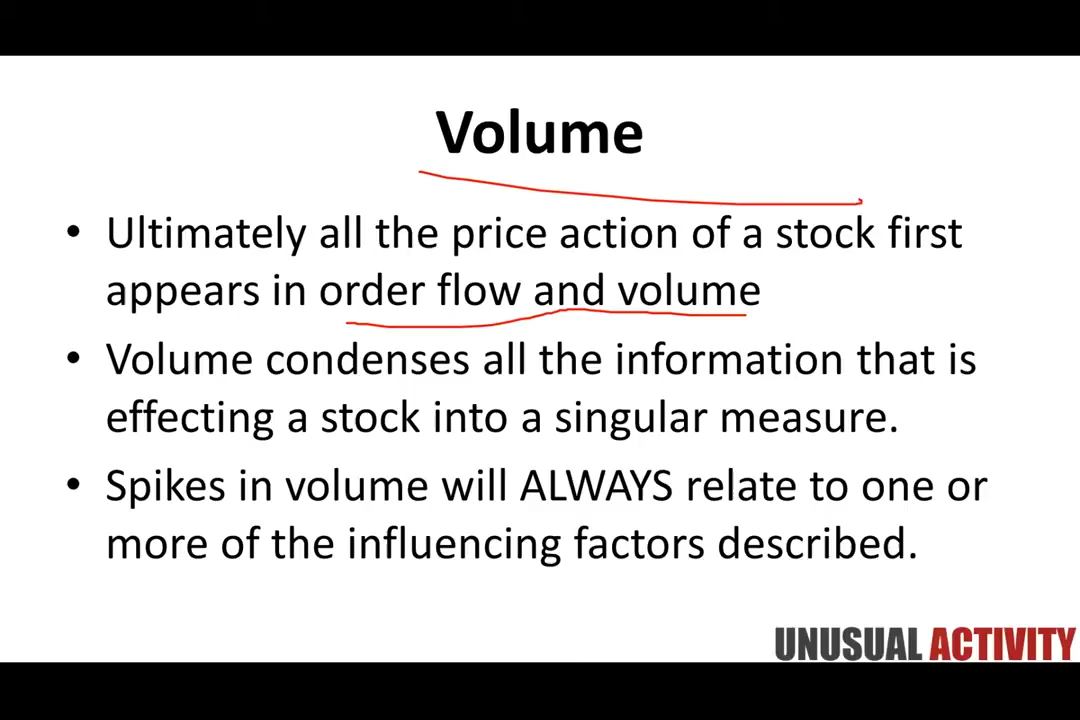 Volume
• Ultimately all the price action of a stock first
appears in order flow and volume
• Volume condenses all the information that is
effecting a stock into a singular measure.
• Spikes in volume will ALWAYS relate to one or
more of the influencing factors described.
UNUSUAL ACTIVITY